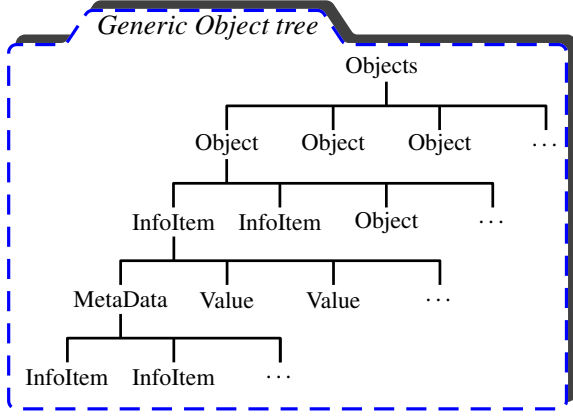 Generic Object tree
Objects
Object Object Object ...
InfoItem InfoItem Object ...
MetaData Value Value ...
InfoItem InfoItem ...